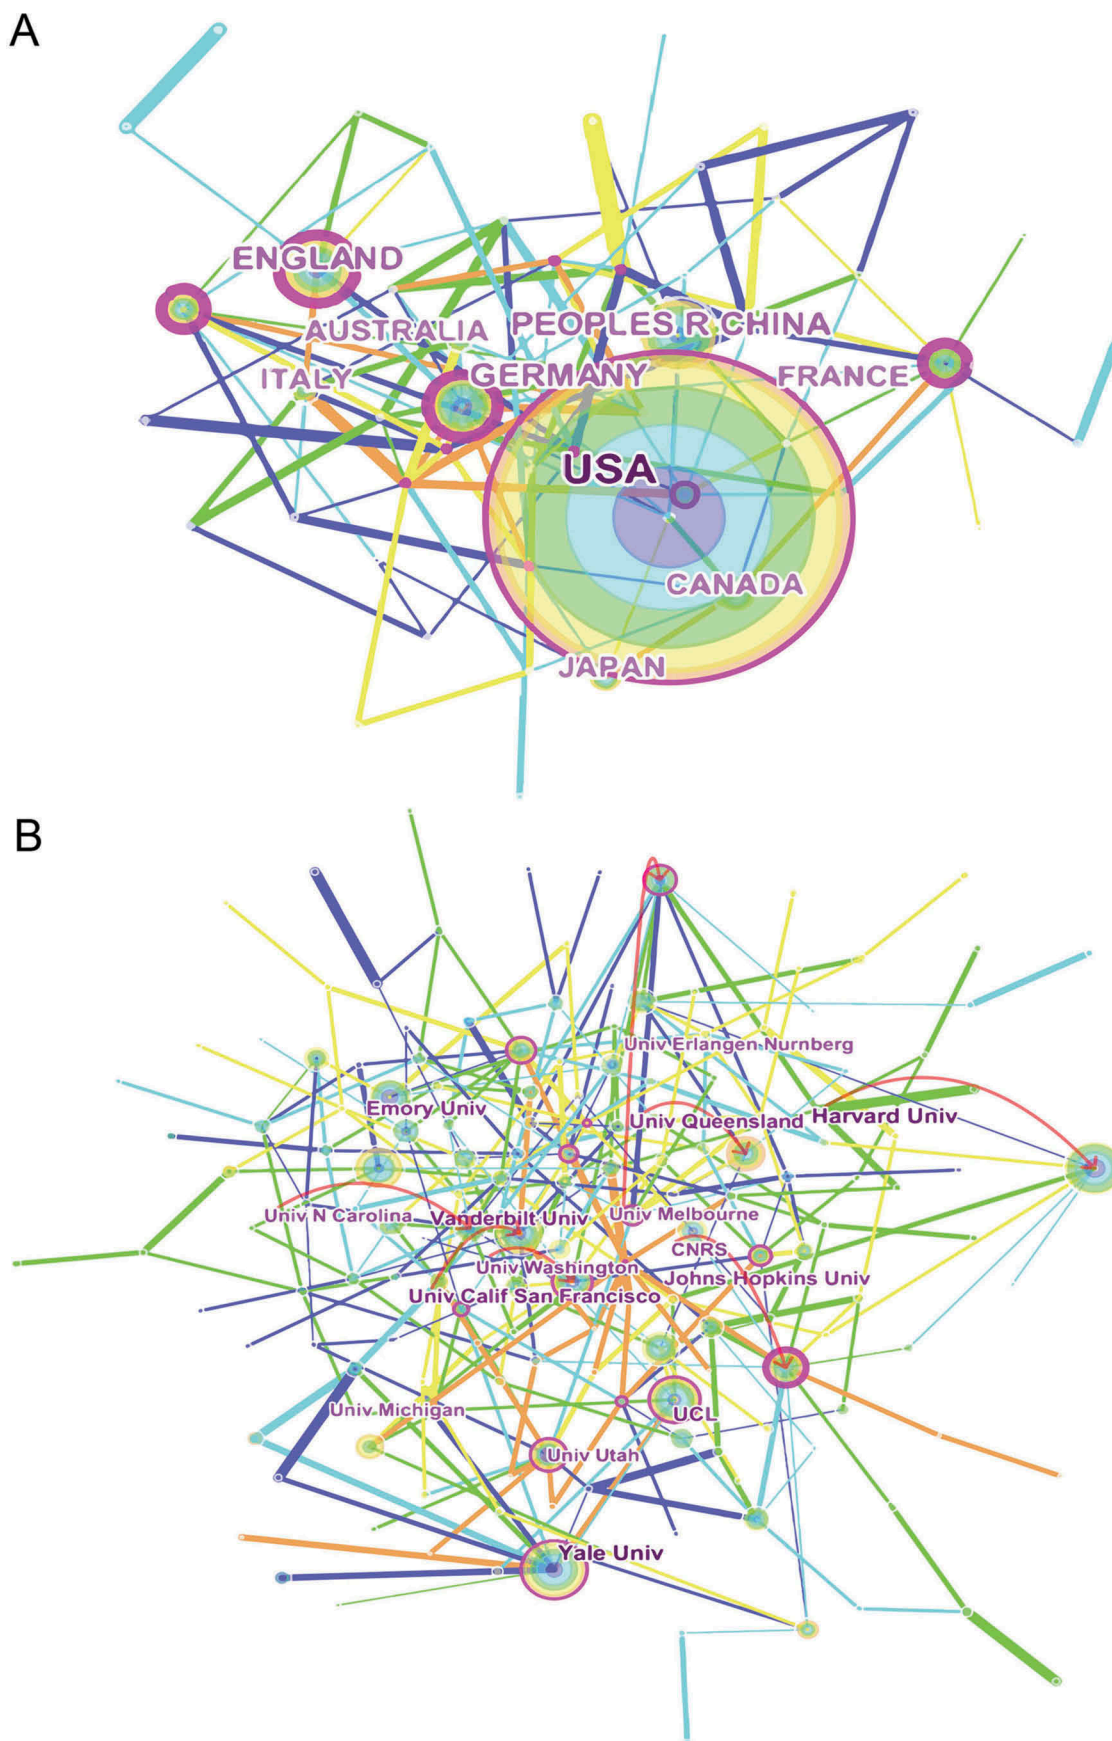 A
ENGLAND
AUSTRALIA
PEOPLES R CHINA
ITALY
GERMANY
FRANCE
USA
CANADA
JAPAN
B
Univ Erlangen Nurnberg
Emory Univ
Univ Queensland
Harvard Univ
Univ N Carolina
Vanderbilt Univ
Univ Melbourne
CNRS
Univ Washington
Johns Hopkins Univ
Univ Calif San Francisco
Univ Michigan
UCL
Univ Utah
Yale Univ